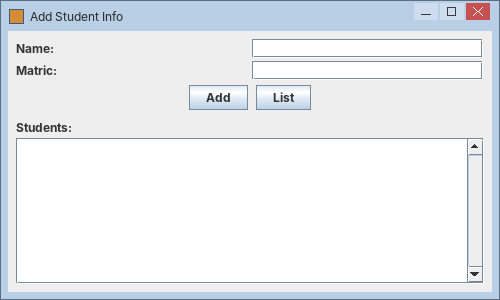 Add Student Info
Name:
Matric:
Add List
Students: